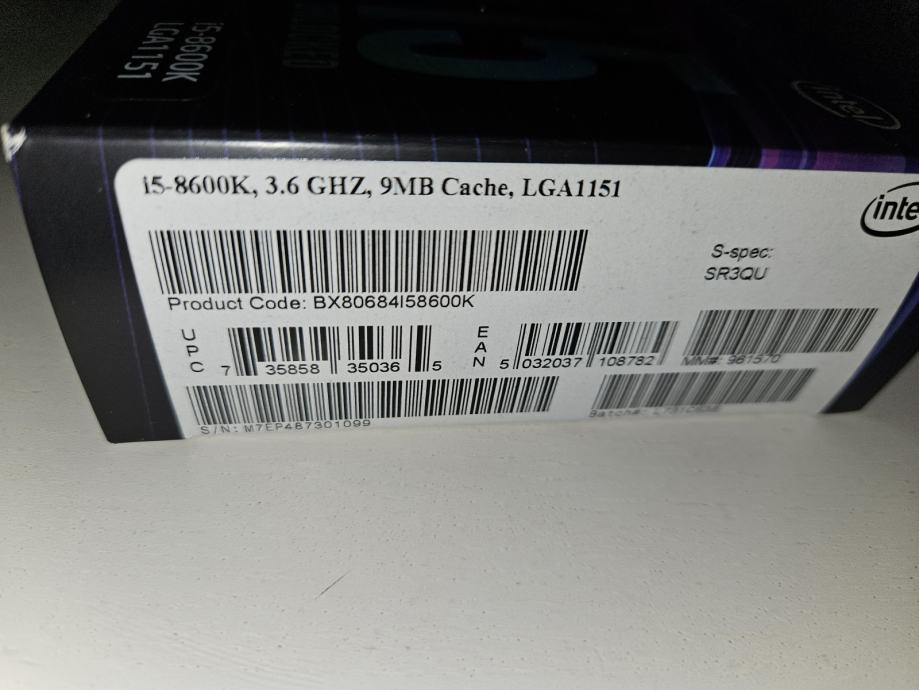 i5-8600K
LGA1151
intel
i5-8600K, 3.6 GHZ, 9MB Cache, LGA1151
intel
S-spec:
SR3QU
Product Code: BX80684I58600K
UPC 7 35858 35036 5
EAN 5 032037 108782
MM#: 961570
S/N: M7EP487301099
Batch#: